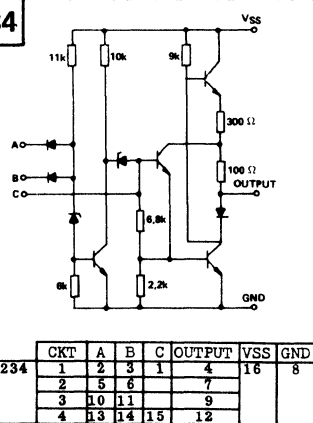 34
VSS
11k
10k
9k
300 Ω
A
B
C
100 Ω
OUTPUT
6,8k
6k
2,2k
GND
CKT A B C OUTPUT VSS GND
234 1 2 3 1 4 16 8
2 5 6 7
3 10 11 9
4 13 14 15 12